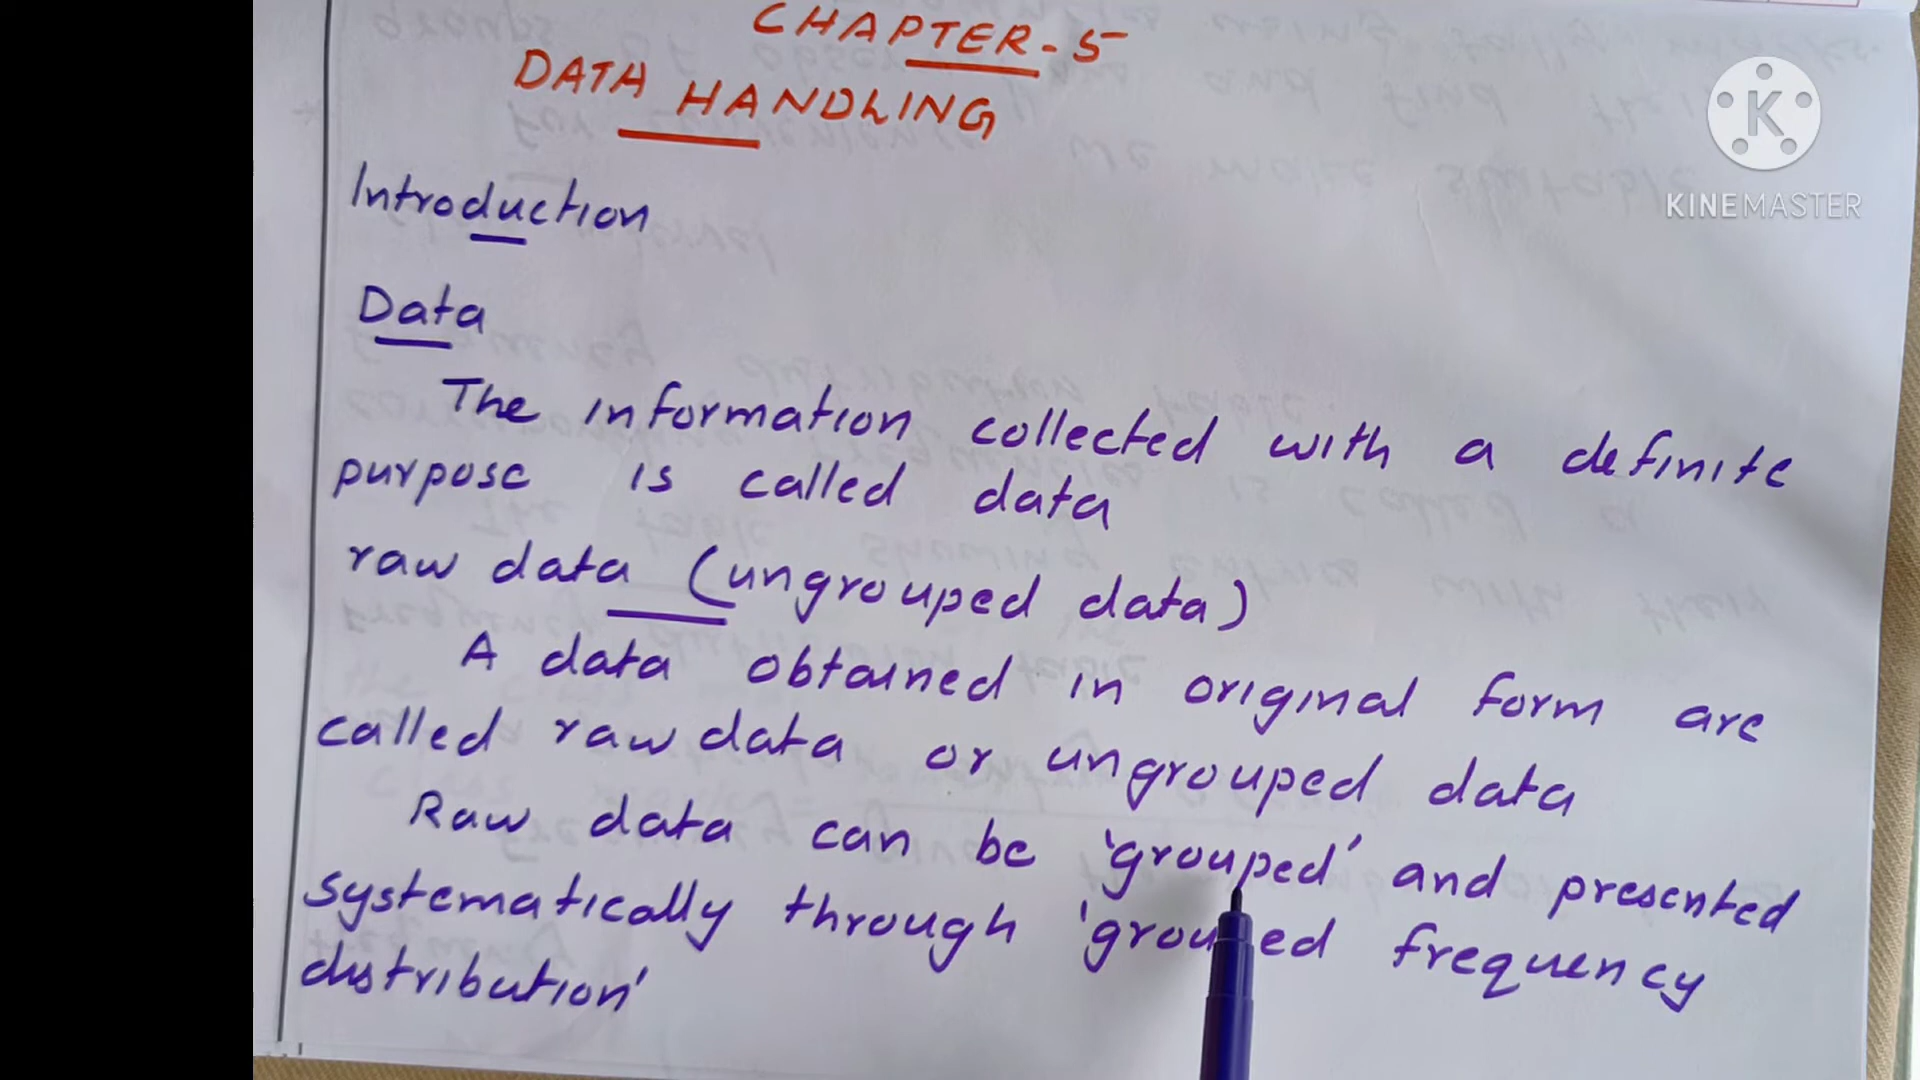 CHAPTER-5
DATA HANDLING
Introduction
Data
The information collected with a definite
purpose is called data
raw data (ungrouped data)
A data obtained in original form are
called raw data or ungrouped data
Raw data can be 'grouped' and presented
systematically through 'grouped frequency
distribution'
K
KINEMASTER